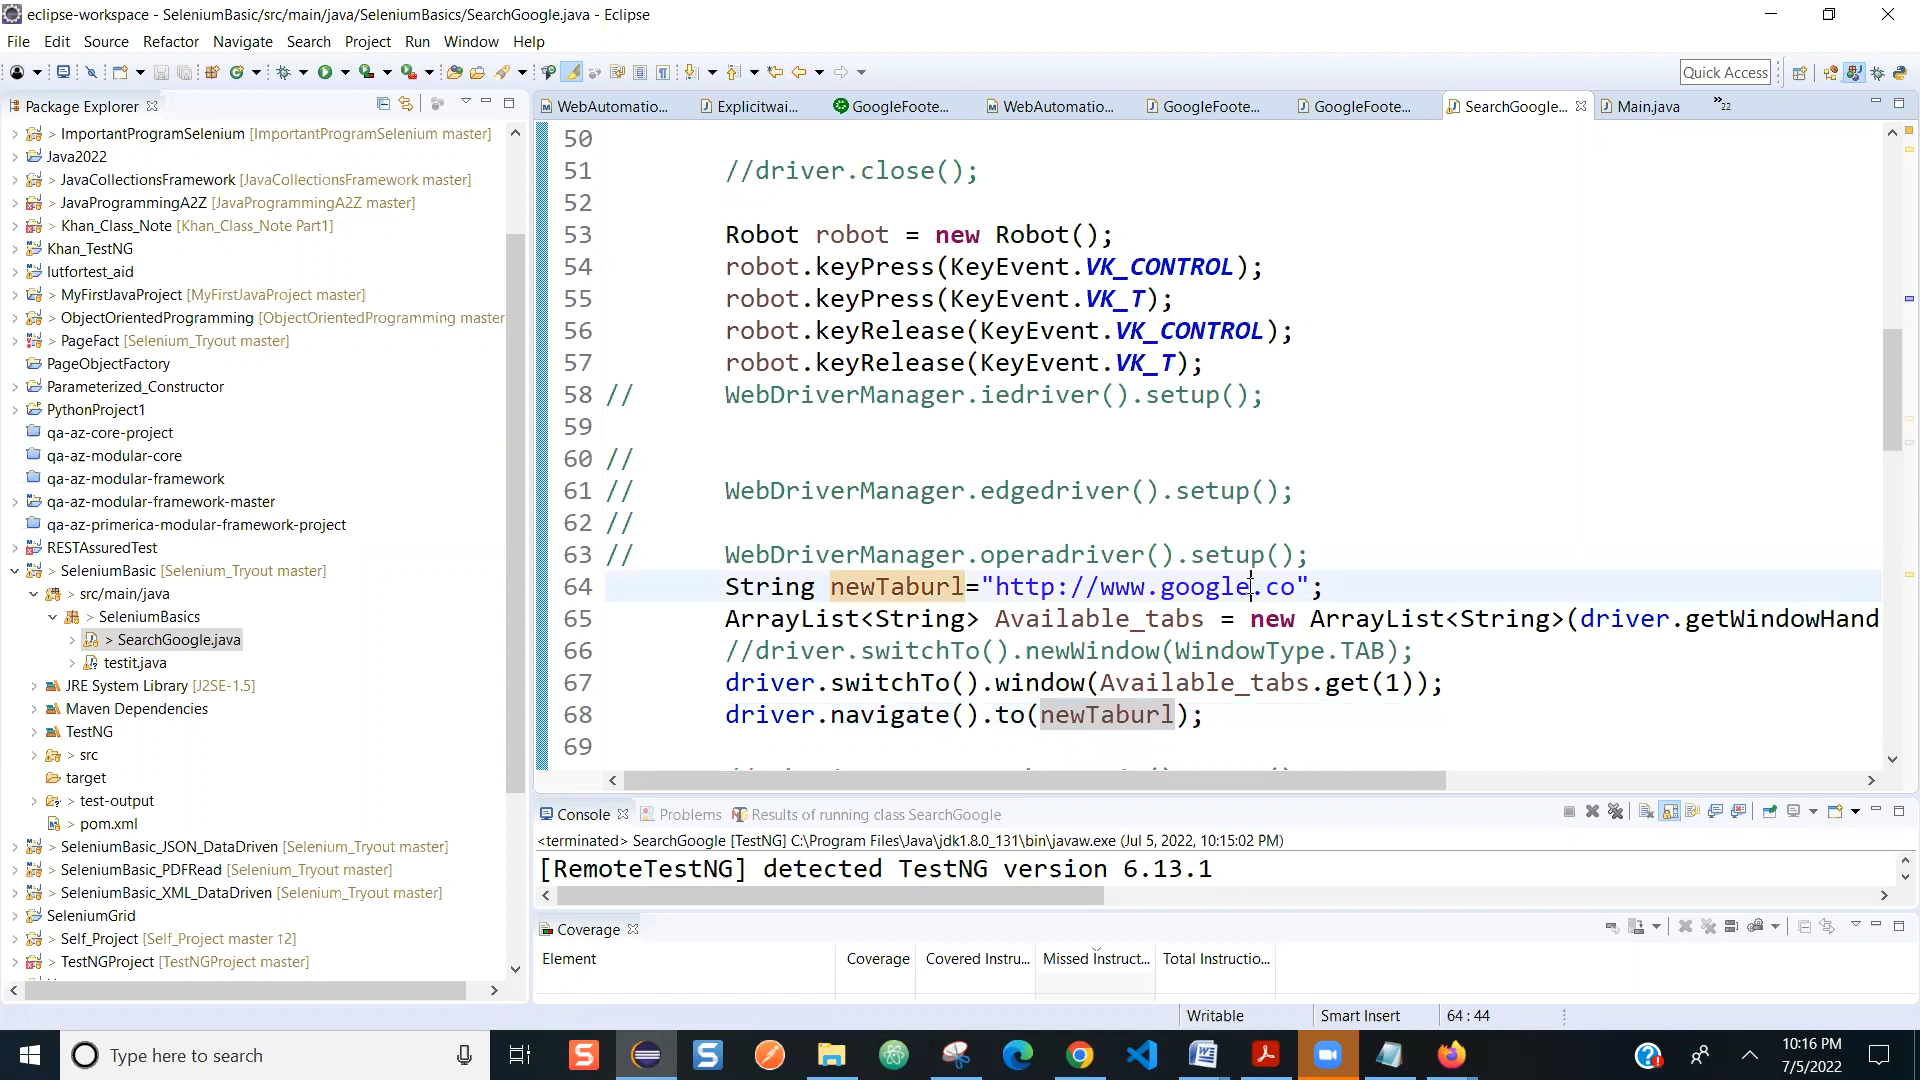 eclipse-workspace - SeleniumBasic/src/main/java/SeleniumBasics/SearchGoogle.java - Eclipse
File Edit Source Refactor Navigate Search Project Run Window Help
Quick Access
Package Explorer
WebAutomatio... Explicitwai... GoogleFoote... WebAutomatio... GoogleFoote... GoogleFoote... SearchGoogle... Main.java »22
> ImportantProgramSelenium [ImportantProgramSelenium master]
Java2022
> JavaCollectionsFramework [JavaCollectionsFramework master]
> JavaProgrammingA2Z [JavaProgrammingA2Z master]
> Khan_Class_Note [Khan_Class_Note Part1]
Khan_TestNG
lutfortest_aid
> MyFirstJavaProject [MyFirstJavaProject master]
> ObjectOrientedProgramming [ObjectOrientedProgramming master
> PageFact [Selenium_Tryout master]
PageObjectFactory
Parameterized_Constructor
PythonProject1
qa-az-core-project
qa-az-modular-core
qa-az-modular-framework
qa-az-modular-framework-master
qa-az-primerica-modular-framework-project
RESTAssuredTest
> SeleniumBasic [Selenium_Tryout master]
> src/main/java
> SeleniumBasics
> SearchGoogle.java
testit.java
JRE System Library [J2SE-1.5]
Maven Dependencies
TestNG
> src
target
> test-output
> pom.xml
> SeleniumBasic_JSON_DataDriven [Selenium_Tryout master]
> SeleniumBasic_PDFRead [Selenium_Tryout master]
> SeleniumBasic_XML_DataDriven [Selenium_Tryout master]
SeleniumGrid
> Self_Project [Self_Project master ↑2]
> TestNGProject [TestNGProject master]
50
51 //driver.close();
52
53 Robot robot = new Robot();
54 robot.keyPress(KeyEvent.VK_CONTROL);
55 robot.keyPress(KeyEvent.VK_T);
56 robot.keyRelease(KeyEvent.VK_CONTROL);
57 robot.keyRelease(KeyEvent.VK_T);
58 // WebDriverManager.iedriver().setup();
59
60 //
61 // WebDriverManager.edgedriver().setup();
62 //
63 // WebDriverManager.operadriver().setup();
64 String newTaburl="http://www.google.co";
65 ArrayList<String> Available_tabs = new ArrayList<String>(driver.getWindowHand
66 //driver.switchTo().newWindow(WindowType.TAB);
67 driver.switchTo().window(Available_tabs.get(1));
68 driver.navigate().to(newTaburl);
69
Console Problems Results of running class SearchGoogle
<terminated> SearchGoogle [TestNG] C:\Program Files\Java\jdk1.8.0_131\bin\javaw.exe (Jul 5, 2022, 10:15:02 PM)
[RemoteTestNG] detected TestNG version 6.13.1
Coverage
Element Coverage Covered Instru... Missed Instruct... Total Instructio...
Writable Smart Insert 64 : 44
Type here to search
10:16 PM
7/5/2022